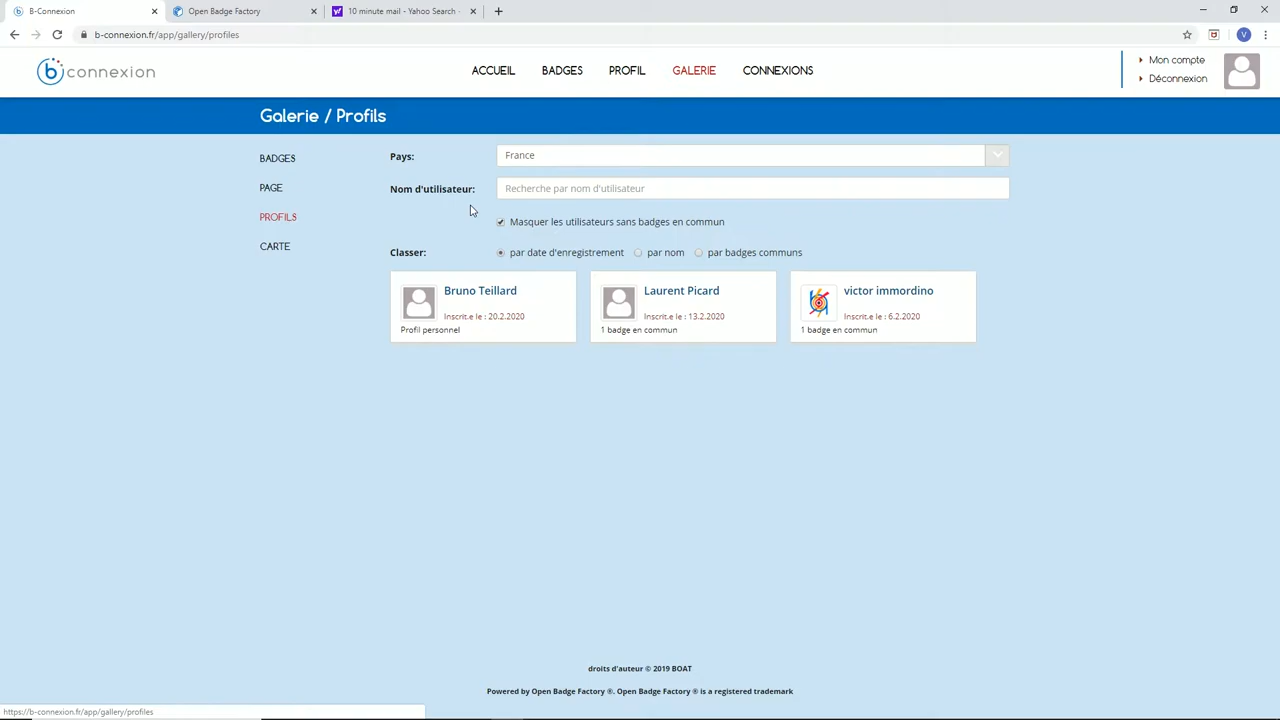 B-Connexion
Open Badge Factory
10 minute mail - Yahoo Search -
b-connexion.fr/app/gallery/profiles
V
b connexion
ACCUEIL BADGES PROFIL GALERIE CONNEXIONS
Mon compte
Déconnexion
Galerie / Profils
BADGES
PAGE
PROFILS
CARTE
Pays: France
Nom d'utilisateur: Recherche par nom d'utilisateur
Masquer les utilisateurs sans badges en commun
Classer: par date d'enregistrement par nom par badges communs
Bruno Teillard
Inscrit.e le : 20.2.2020
Profil personnel
Laurent Picard
Inscrit.e le : 13.2.2020
1 badge en commun
victor immordino
Inscrit.e le : 6.2.2020
1 badge en commun
droits d'auteur © 2019 BOAT
Powered by Open Badge Factory ®. Open Badge Factory ® is a registered trademark
https://b-connexion.fr/app/gallery/profiles